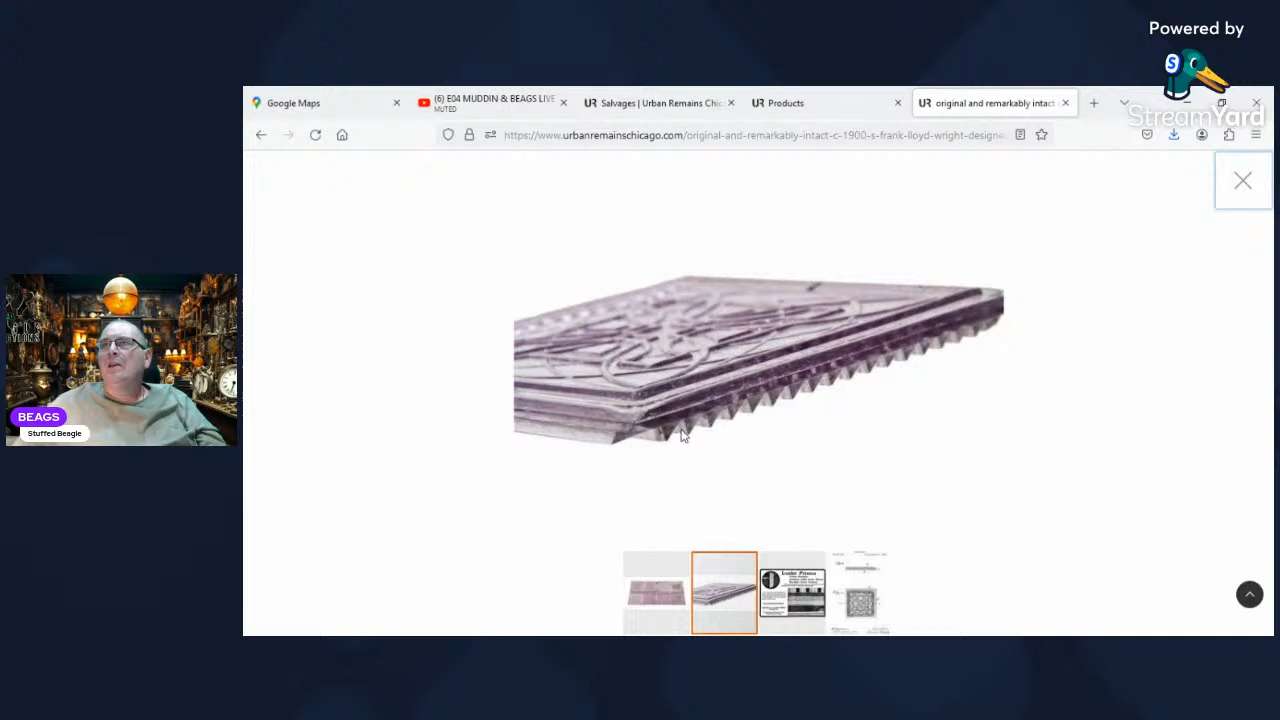 Powered by
StreamYard
Google Maps
(6) E04 MUDDIN & BEAGS LIVE
MUTED
UR Salvages | Urban Remains Chic
UR Products
UR original and remarkably intact
https://www.urbanremainschicago.com/original-and-remarkably-intact-c-1900-s-frank-lloyd-wright-designe
BEAGS
Stuffed Beagle
Luxfer Prisms